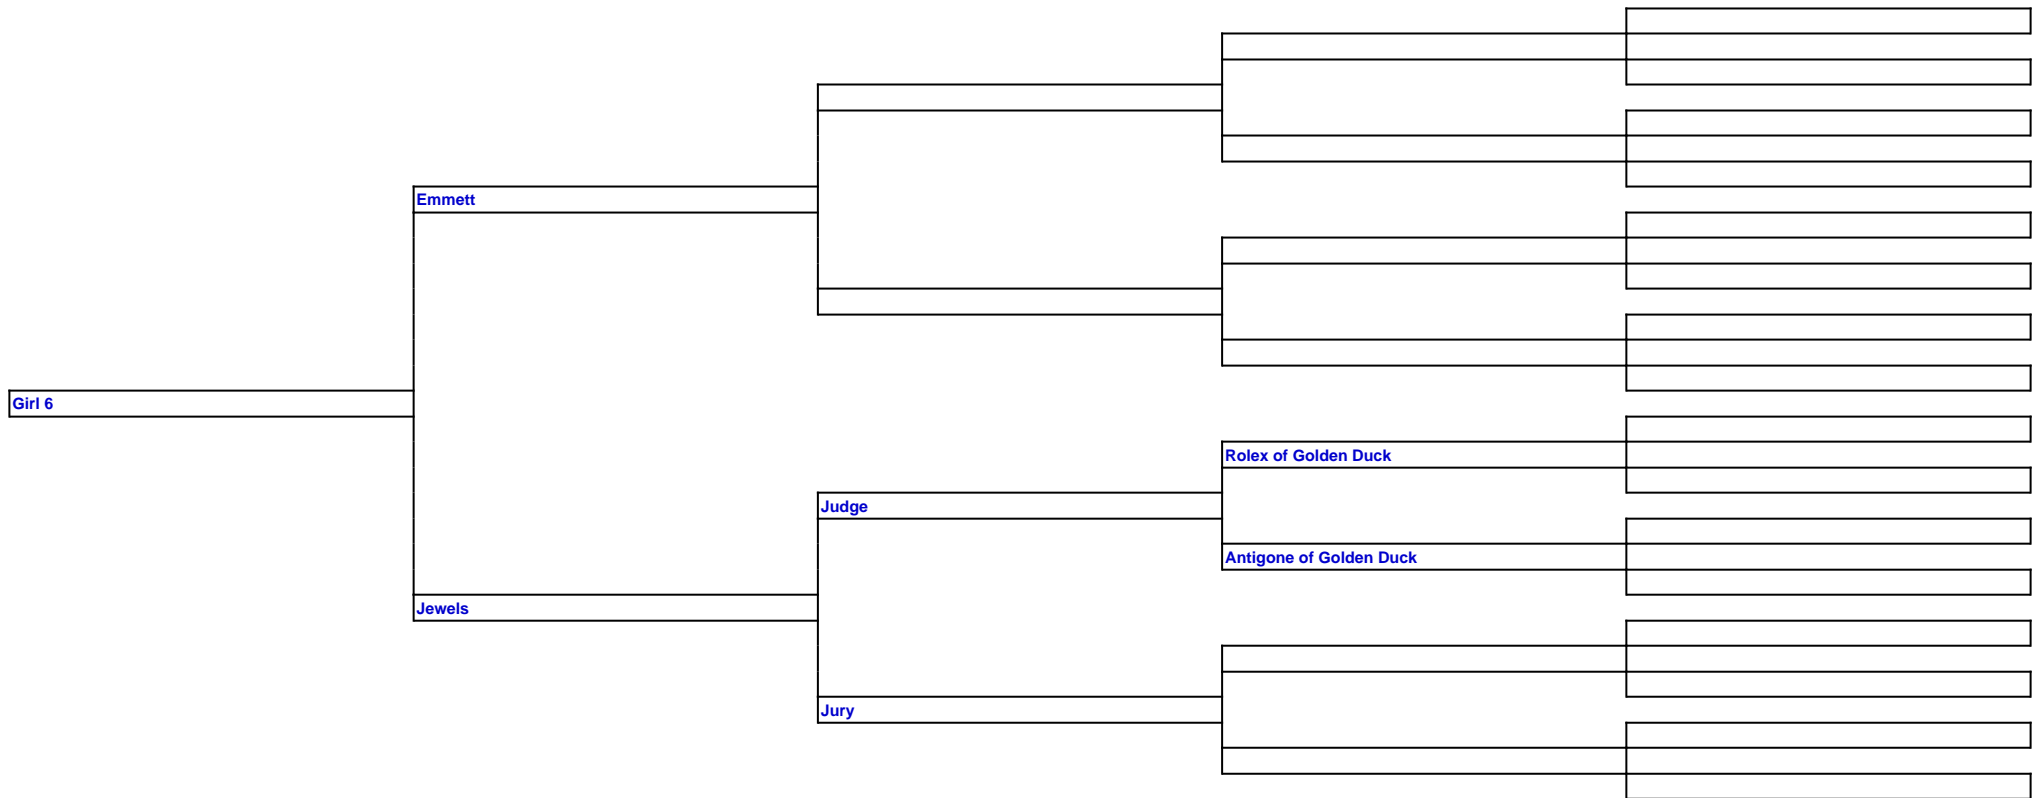 Emmett
Girl 6
Rolex of Golden Duck
Judge
Antigone of Golden Duck
Jewels
Jury